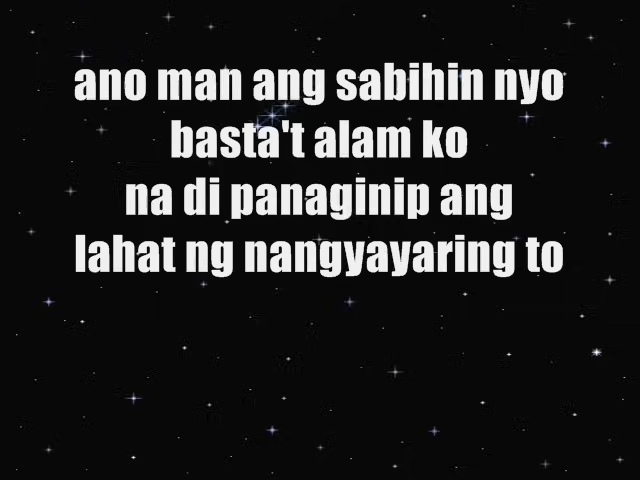 ano man ang sabihin nyo
basta't alam ko
na di panaginip ang
lahat ng nangyayaring to